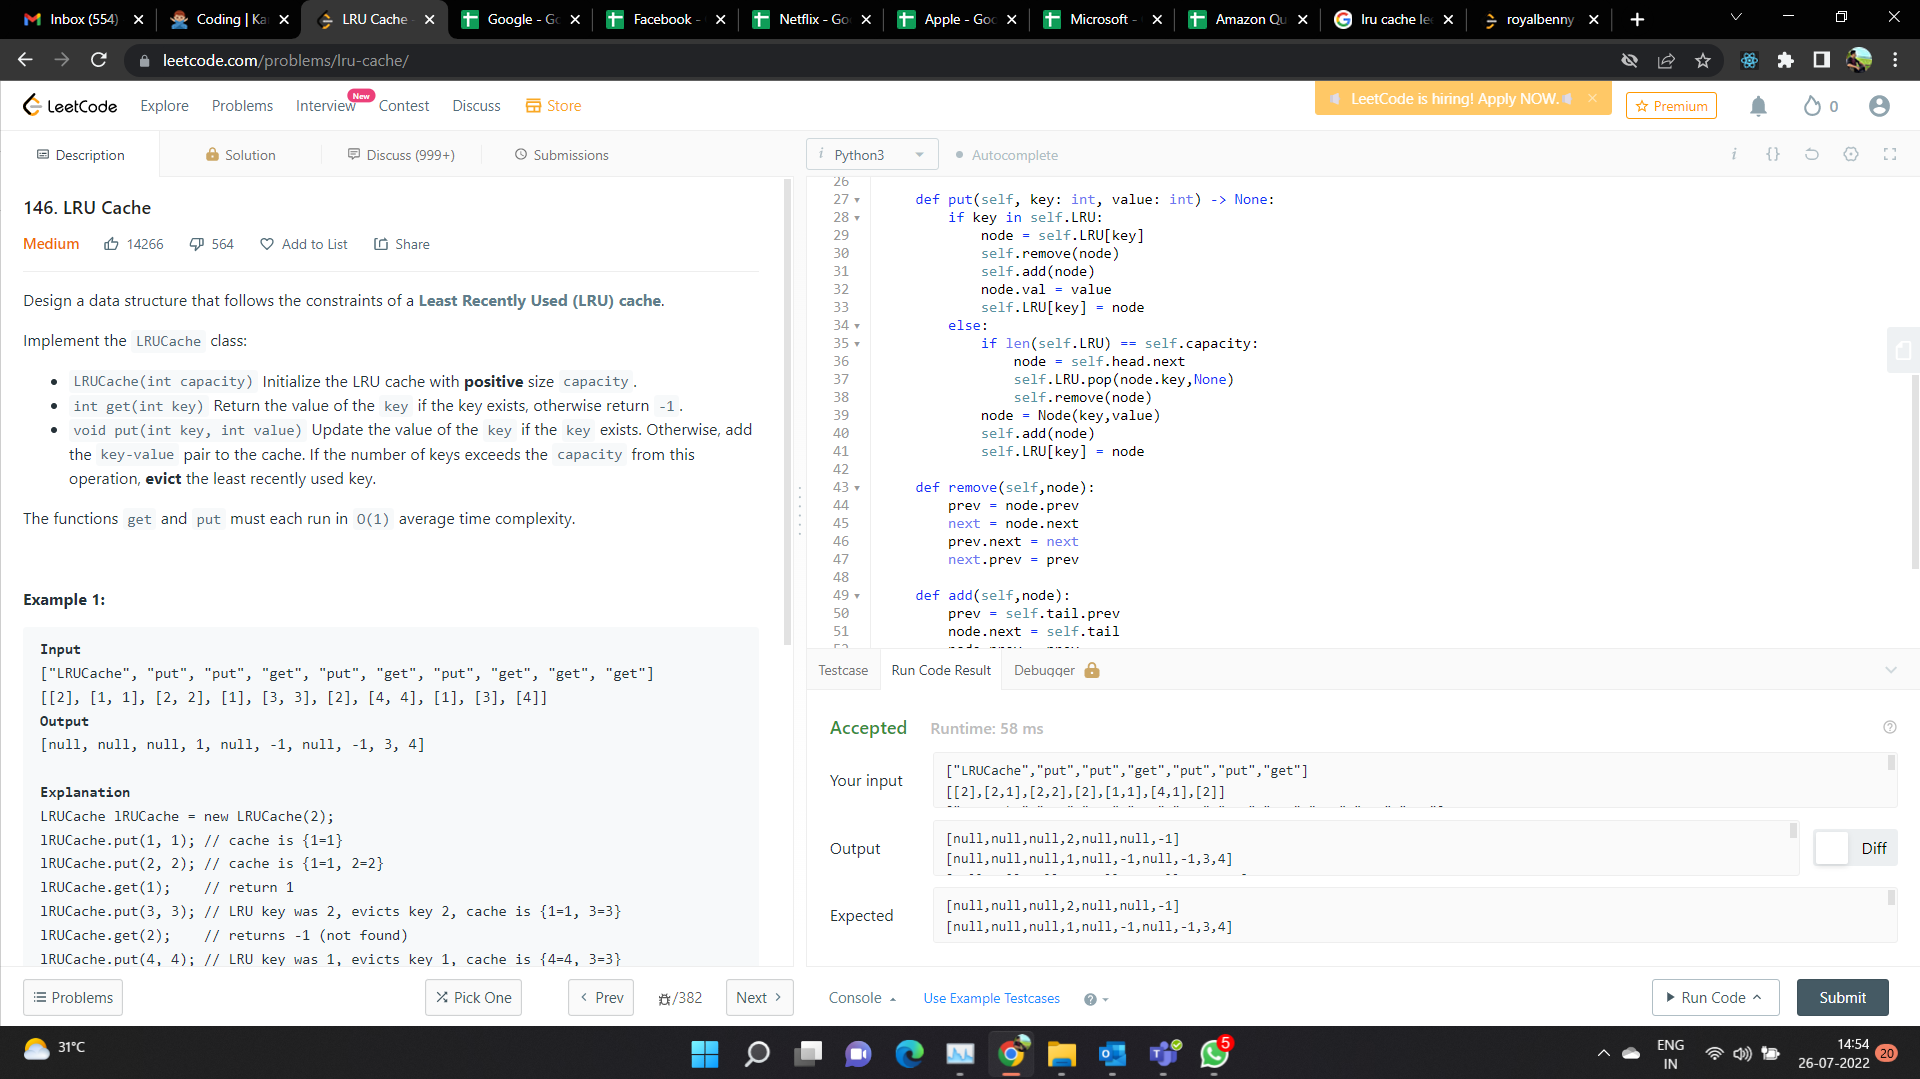 Inbox (554)
Coding | Ka
LRU Cache -
Google - Go
Facebook -
Netflix - Go
Apple - Goo
Microsoft -
Amazon Qu
lru cache le
royalbenny
leetcode.com/problems/lru-cache/
LeetCode
Explore
Problems
Interview
New
Contest
Discuss
Store
LeetCode is hiring! Apply NOW.
Premium
0
Description
Solution
Discuss (999+)
Submissions
i Python3
Autocomplete
146. LRU Cache
Medium
14266
564
Add to List
Share
Design a data structure that follows the constraints of a Least Recently Used (LRU) cache.
Implement the LRUCache class:
LRUCache(int capacity) Initialize the LRU cache with positive size capacity.
int get(int key) Return the value of the key if the key exists, otherwise return -1.
void put(int key, int value) Update the value of the key if the key exists. Otherwise, add
the key-value pair to the cache. If the number of keys exceeds the capacity from this
operation, evict the least recently used key.
The functions get and put must each run in O(1) average time complexity.
Example 1:
Input
["LRUCache", "put", "put", "get", "put", "get", "put", "get", "get", "get"]
[[2], [1, 1], [2, 2], [1], [3, 3], [2], [4, 4], [1], [3], [4]]
Output
[null, null, null, 1, null, -1, null, -1, 3, 4]
Explanation
LRUCache lRUCache = new LRUCache(2);
lRUCache.put(1, 1); // cache is {1=1}
lRUCache.put(2, 2); // cache is {1=1, 2=2}
lRUCache.get(1);    // return 1
lRUCache.put(3, 3); // LRU key was 2, evicts key 2, cache is {1=1, 3=3}
lRUCache.get(2);    // returns -1 (not found)
lRUCache.put(4, 4); // LRU key was 1, evicts key 1, cache is {4=4, 3=3}
26
27 def put(self, key: int, value: int) -> None:
28 if key in self.LRU:
29 node = self.LRU[key]
30 self.remove(node)
31 self.add(node)
32 node.val = value
33 self.LRU[key] = node
34 else:
35 if len(self.LRU) == self.capacity:
36 node = self.head.next
37 self.LRU.pop(node.key,None)
38 self.remove(node)
39 node = Node(key,value)
40 self.add(node)
41 self.LRU[key] = node
42
43 def remove(self,node):
44 prev = node.prev
45 next = node.next
46 prev.next = next
47 next.prev = prev
48
49 def add(self,node):
50 prev = self.tail.prev
51 node.next = self.tail
Testcase
Run Code Result
Debugger
Accepted
Runtime: 58 ms
Your input
["LRUCache","put","put","get","put","put","get"]
[[2],[2,1],[2,2],[2],[1,1],[4,1],[2]]
Output
[null,null,null,2,null,null,-1]
[null,null,null,1,null,-1,null,-1,3,4]
Diff
Expected
[null,null,null,2,null,null,-1]
[null,null,null,1,null,-1,null,-1,3,4]
Problems
Pick One
Prev
/382
Next
Console
Use Example Testcases
Run Code
Submit
31°C
5
ENG
IN
14:54
26-07-2022
20